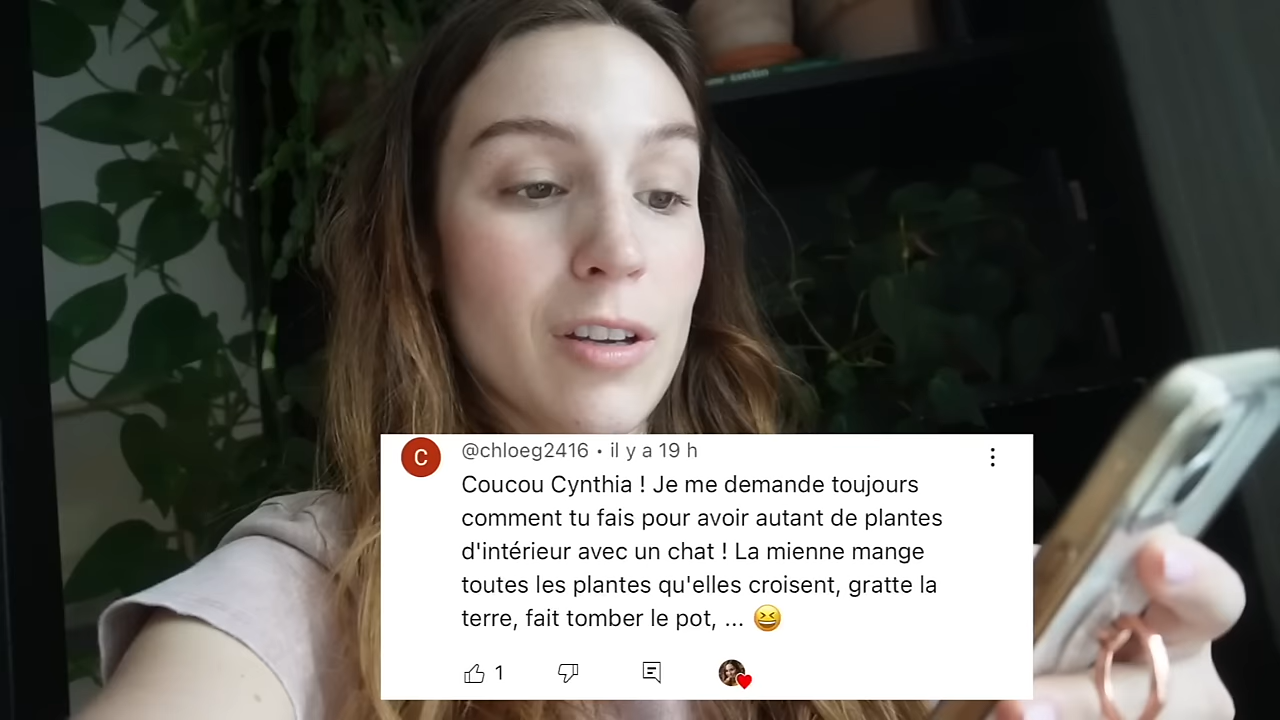 C
@chloeg2416 • il y a 19 h
Coucou Cynthia ! Je me demande toujours
comment tu fais pour avoir autant de plantes
d'intérieur avec un chat ! La mienne mange
toutes les plantes qu'elles croisent, gratte la
terre, fait tomber le pot, ... 😆
1